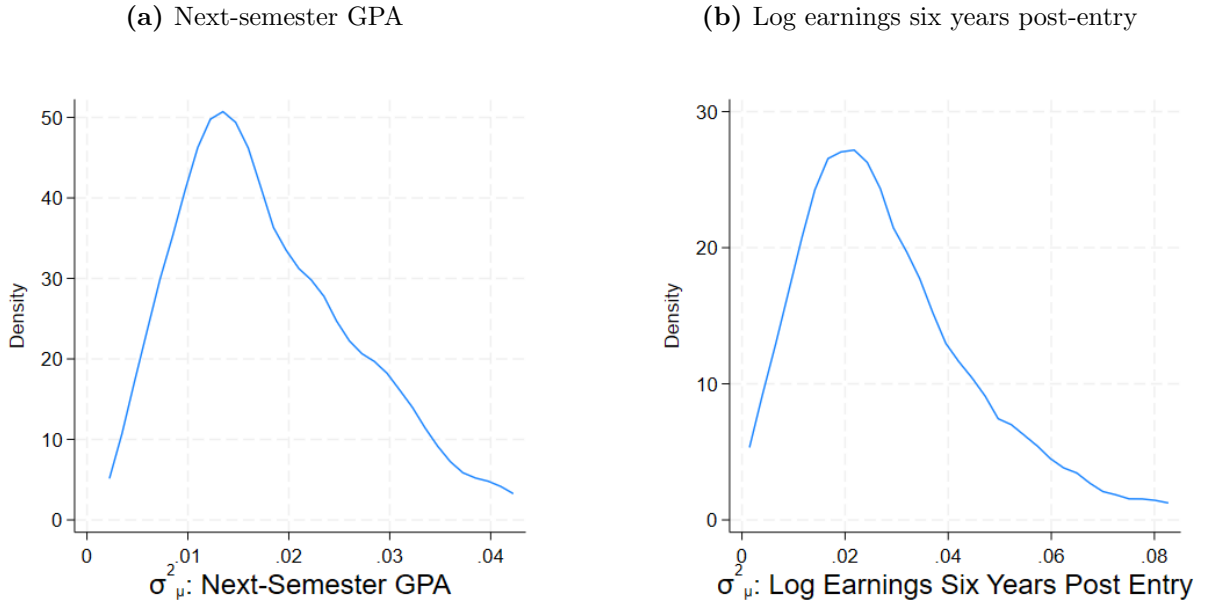 (a) Next-semester GPA
50
40
30
20
10
0
Density
0 .01 .02 .03 .04
σ²μ: Next-Semester GPA
(b) Log earnings six years post-entry
30
20
10
0
Density
0 .02 .04 .06 .08
σ²μ: Log Earnings Six Years Post Entry